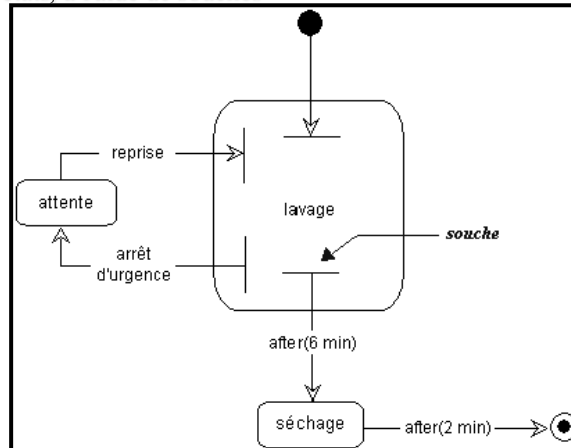 reprise
attente
lavage
souche
arrêt
d'urgence
after(6 min)
séchage
after(2 min)